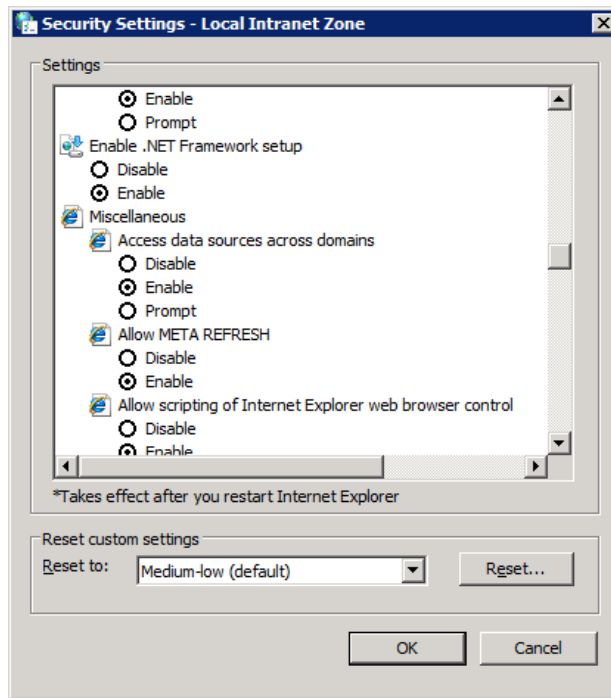 Security Settings - Local Intranet Zone
Settings
Enable
Prompt
Enable .NET Framework setup
Disable
Enable
Miscellaneous
Access data sources across domains
Disable
Enable
Prompt
Allow META REFRESH
Disable
Enable
Allow scripting of Internet Explorer web browser control
Disable
Enable
*Takes effect after you restart Internet Explorer
Reset custom settings
Reset to:
Medium-low (default)
Reset...
OK
Cancel